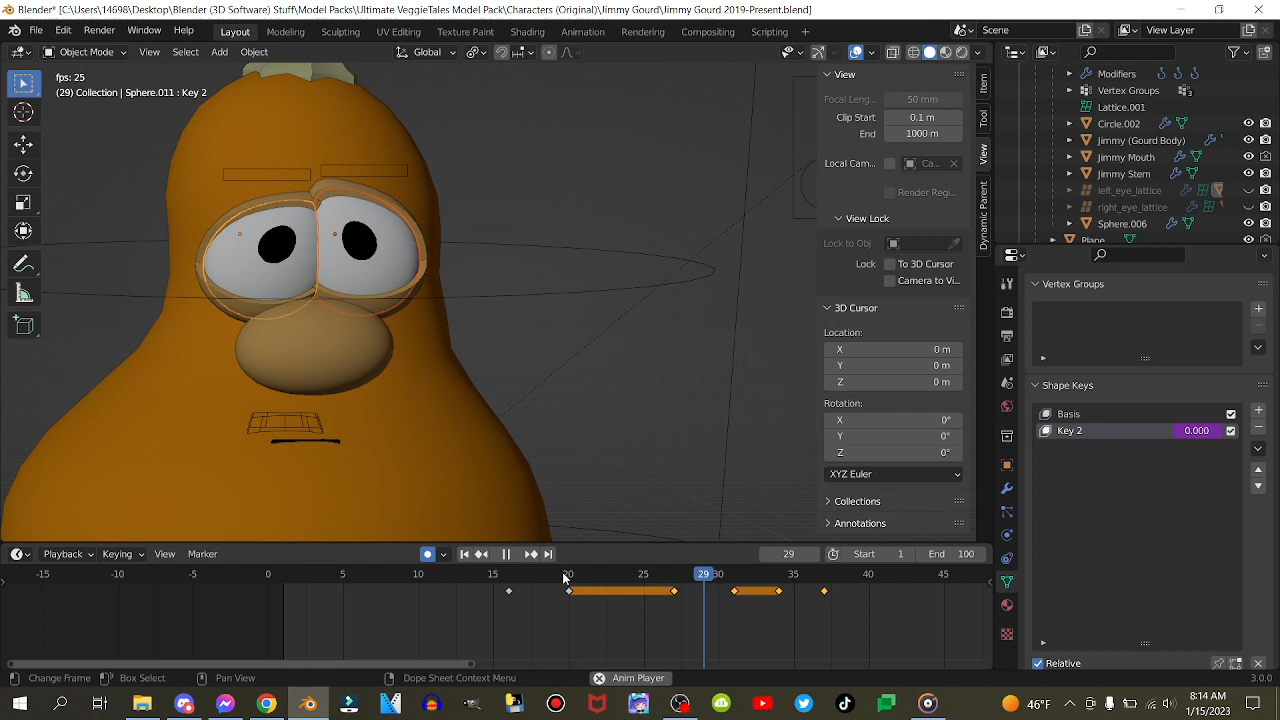 Blender* [C:\Users\14698\Desktop\Blender (3D Software) Stuff\Model Packs\Ultimate VeggieTales Model Pack\Characters (Original)\Jimmy Gourd\Jimmy Gourd 2019-Present.blend]
File Edit Render Window Help Layout Modeling Sculpting UV Editing Texture Paint Shading Animation Rendering Compositing Scripting Scene View Layer
Object Mode View Select Add Object Global
fps: 25
(29) Collection | Sphere.011 : Key 2
View
Focal Leng... 50 mm
Clip Start 0.1 m
End 1000 m
Local Cam... Ca...
Render Regi...
View Lock
Lock to Obj
Lock To 3D Cursor
Camera to Vi...
3D Cursor
Location:
X 0 m
Y 0 m
Z 0 m
Rotation:
X 0°
Y 0°
Z 0°
XYZ Euler
Collections
Annotations
Item
Tool
View
Dynamic Parent
Modifiers
Vertex Groups 3
Lattice.001
Circle.002
Jimmy (Gourd Body)
Jimmy Mouth
Jimmy Stem
left_eye_lattice
right_eye_lattice
Sphere.006
Plane
Vertex Groups
Shape Keys
Basis
Key 2 0.000
Relative
Playback Keying View Marker 29 Start 1 End 100
-15 -10 -5 0 5 10 15 20 25 29 30 35 40 45
Change Frame Box Select Pan View Dope Sheet Context Menu Anim Player 3.0.0
46°F 8:14 AM
1/15/2023